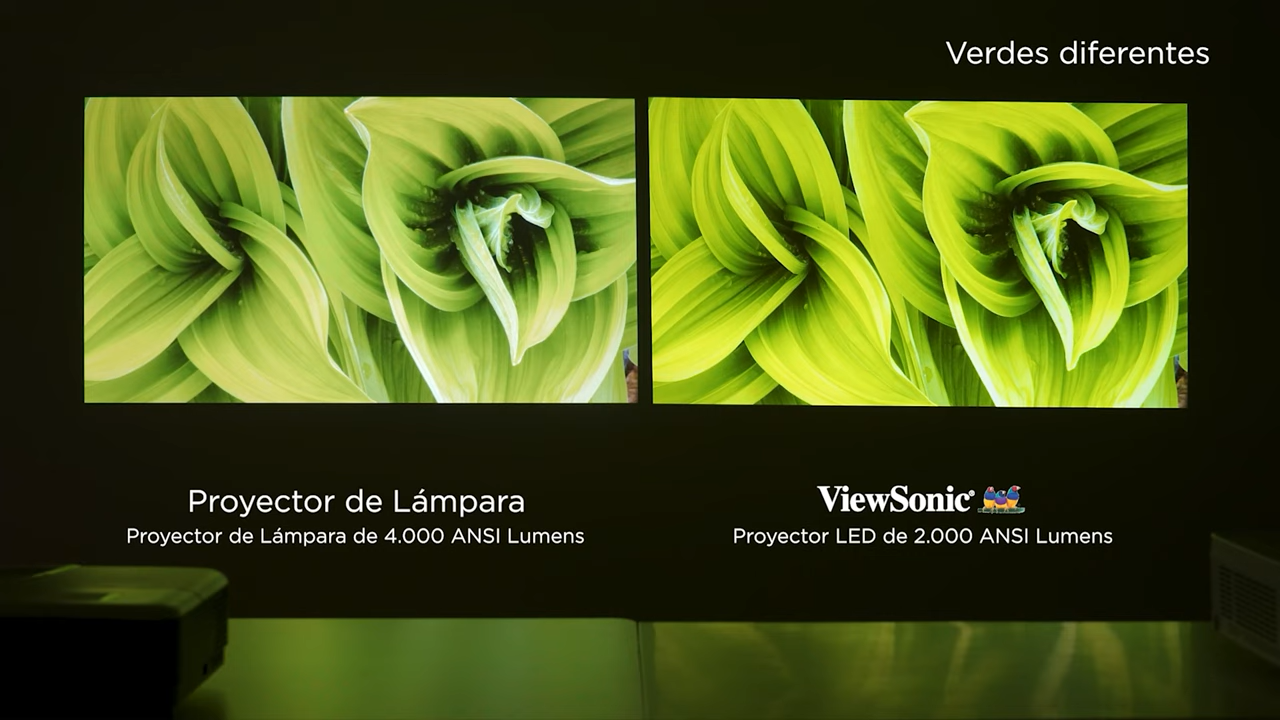 Verdes diferentes
Proyector de Lámpara
Proyector de Lámpara de 4.000 ANSI Lumens
ViewSonic®
Proyector LED de 2.000 ANSI Lumens